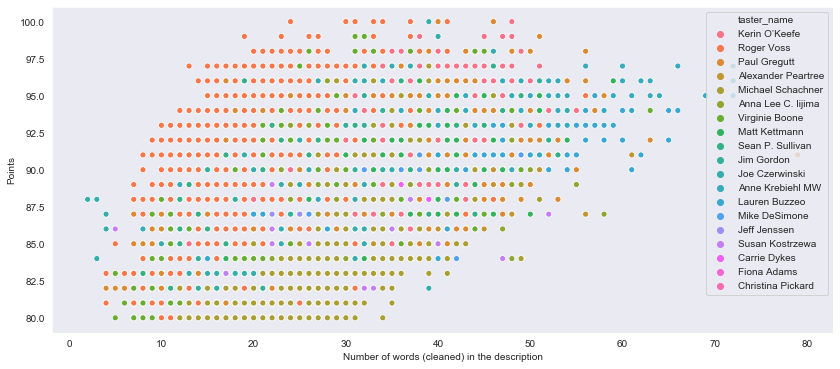 100.0
97.5
95.0
92.5
90.0
87.5
85.0
82.5
80.0
Points
0 10 20 30 40 50 60 70 80
Number of words (cleaned) in the description
taster_name
Kerin O'Keefe
Roger Voss
Paul Gregutt
Alexander Peartree
Michael Schachner
Anna Lee C. Iijima
Virginie Boone
Matt Kettmann
Sean P. Sullivan
Jim Gordon
Joe Czerwinski
Anne Krebiehl MW
Lauren Buzzeo
Mike DeSimone
Jeff Jenssen
Susan Kostrzewa
Carrie Dykes
Fiona Adams
Christina Pickard